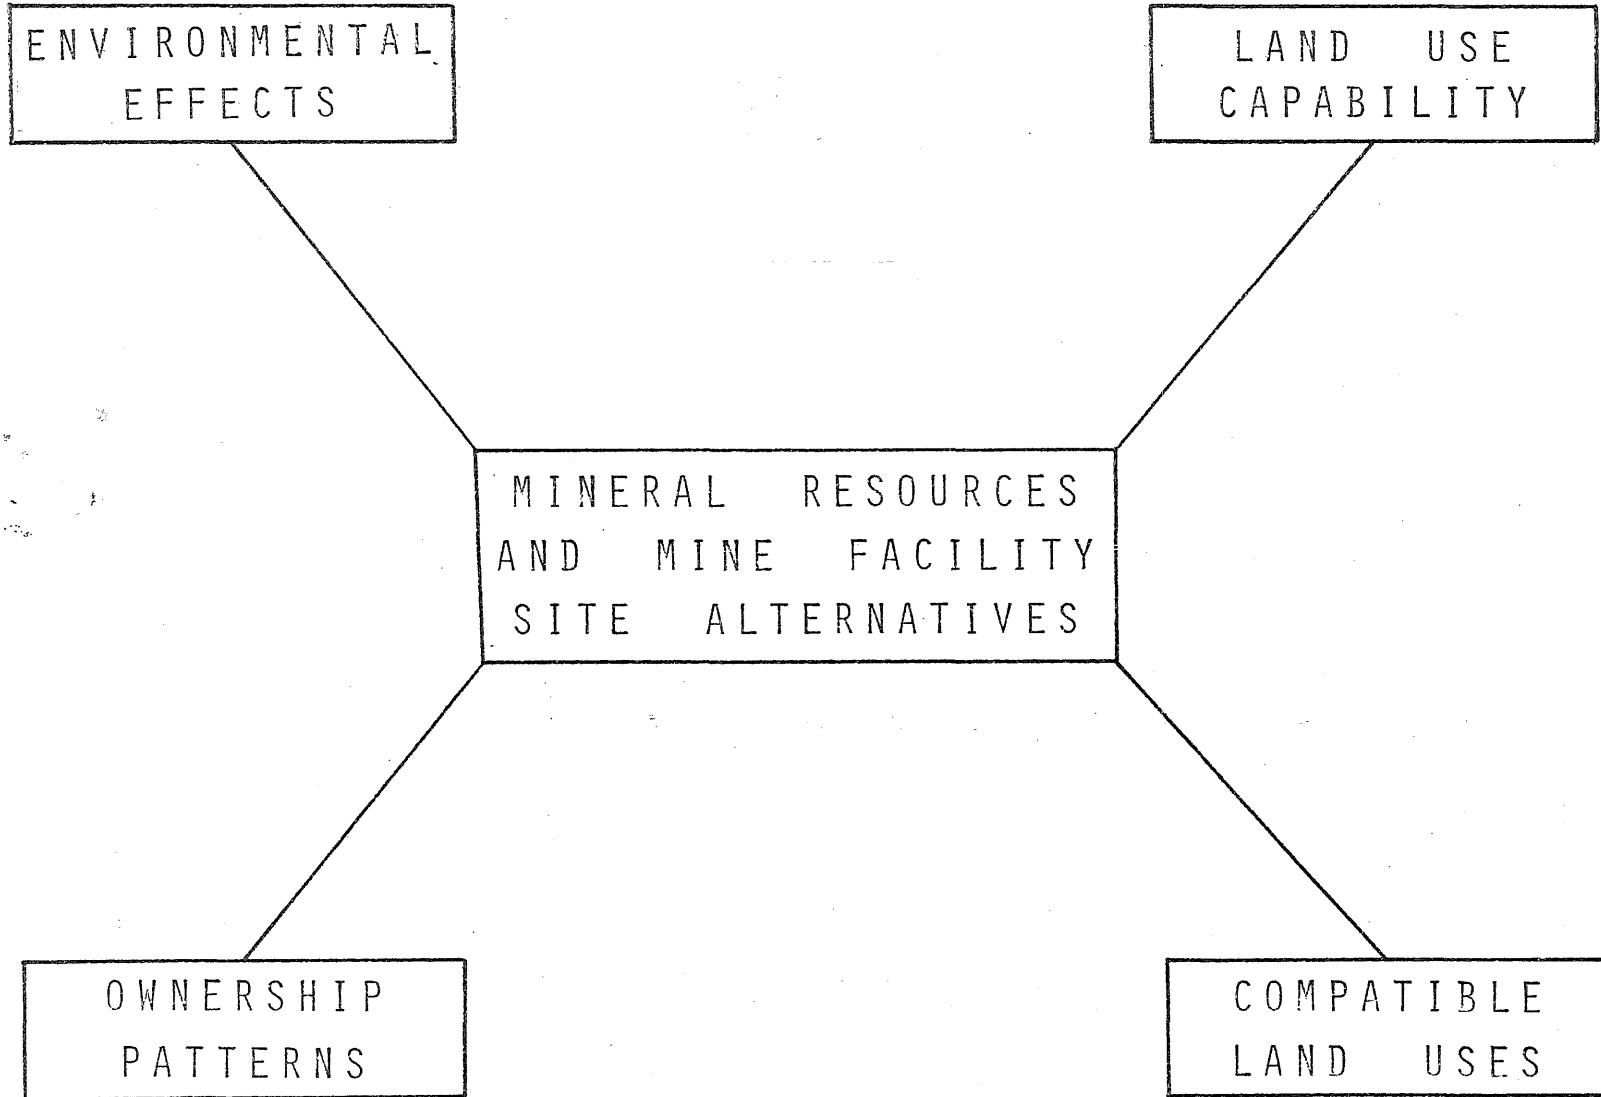 ENVIRONMENTAL
EFFECTS
LAND USE
CAPABILITY
MINERAL RESOURCES
AND MINE FACILITY
SITE ALTERNATIVES
OWNERSHIP
PATTERNS
COMPATIBLE
LAND USES